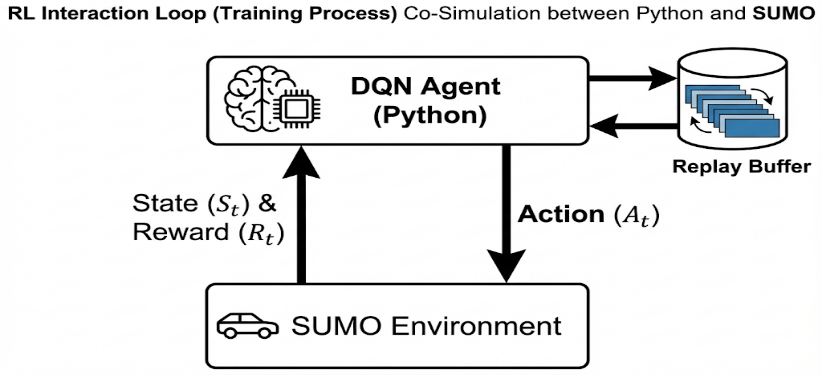 RL Interaction Loop (Training Process) Co-Simulation between Python and SUMO
DQN Agent
(Python)
Replay Buffer
State (S_t) &
Reward (R_t)
Action (A_t)
SUMO Environment